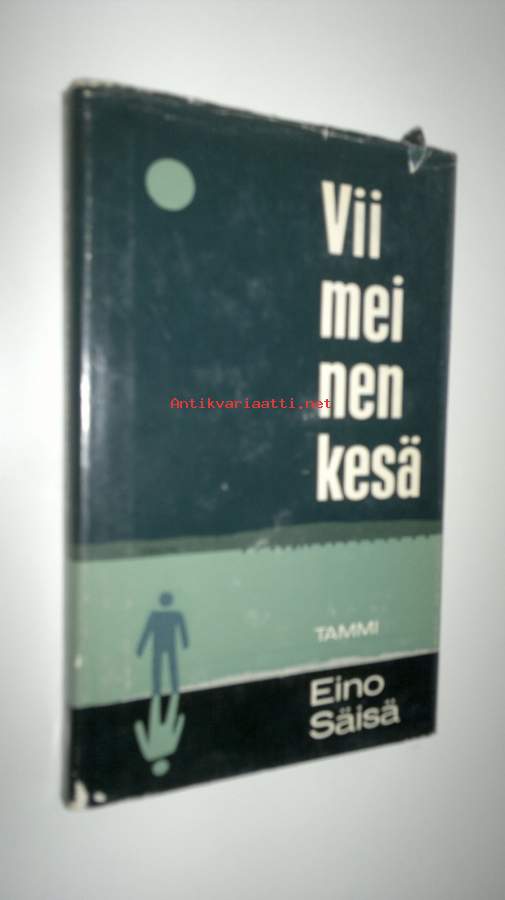 Vii
mei
nen
Antikvariaatti.net
kesä
TAMMI
Eino
Säisä